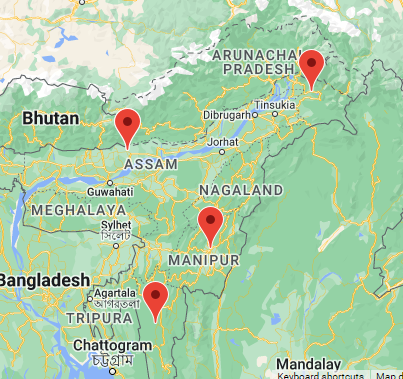 ARUNACHAL
PRADESH
Bhutan
Tinsukia
Dibrugarh
Jorhat
ASSAM
Guwahati
NAGALAND
MEGHALAYA
Sylhet
সিলেট
MANIPUR
Bangladesh
Agartala
আগরতলা
TRIPURA
Chattogram
চট্টগ্রাম
Mandalay
Keyboard shortcuts
Map d